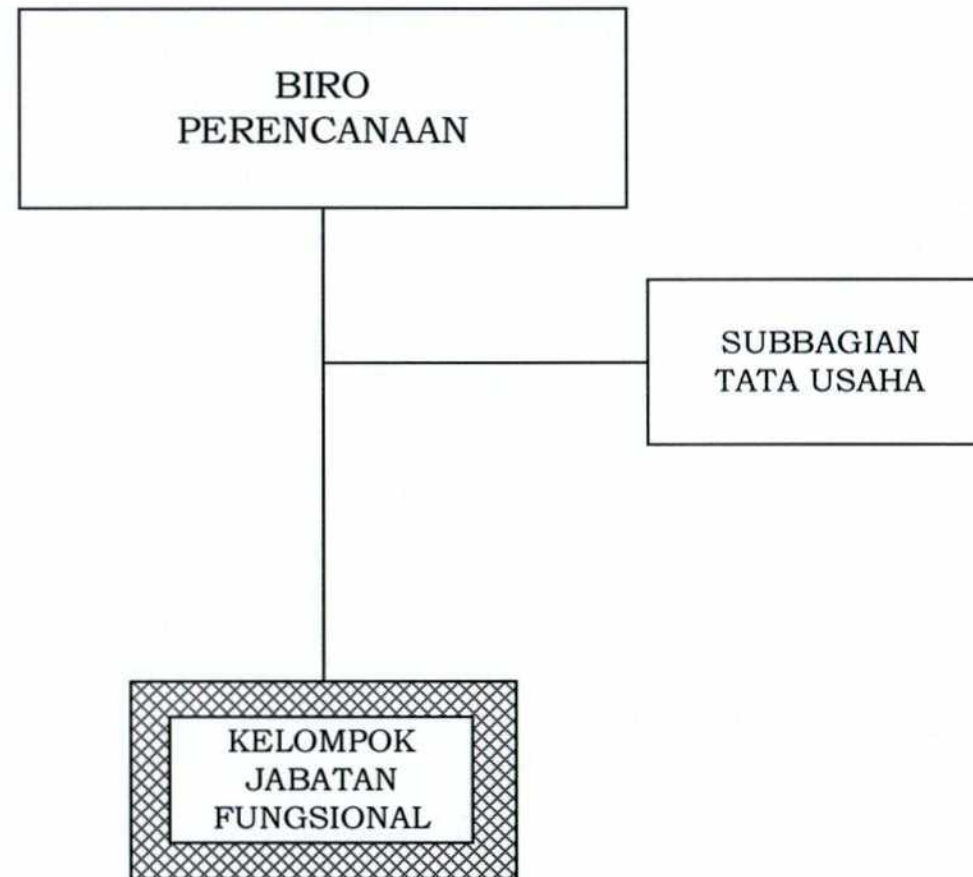 BIRO
PERENCANAAN
SUBBAGIAN
TATA USAHA
KELOMPOK
JABATAN
FUNGSIONAL